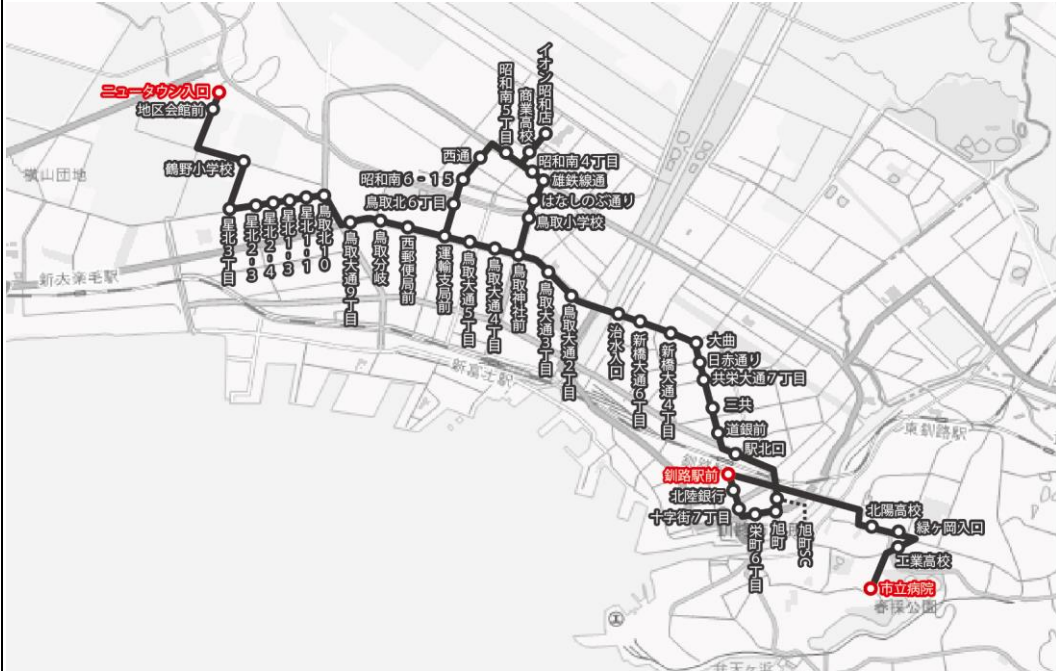 ニュータウン入口
地区会館前
鶴野小学校
星北3丁目
星北2-3
星北2-4
星北1-3
星北1-1
鳥取北10
鳥取大通9丁目
鳥取分岐
西郵便局前
運輸支局前
鳥取大通5丁目
鳥取大通4丁目
鳥取神社前
鳥取大通3丁目
鳥取大通2丁目
鳥取北6丁目
昭和南6-15
西通
昭和南5丁目
商業高校
イオン昭和店
昭和南4丁目
雄鉄線通
はなしのぶ通り
鳥取小学校
治水入口
新橋大通6丁目
新橋大通4丁目
大曲
日赤通り
共栄大通7丁目
三共
道銀前
駅北口
釧路駅前
北陸銀行
十字街7丁目
栄町6丁目
旭町
旭町SC
北陽高校
緑ヶ岡入口
工業高校
市立病院
新大楽毛駅
新富士駅
東釧路駅
春採公園
弁天ヶ浜